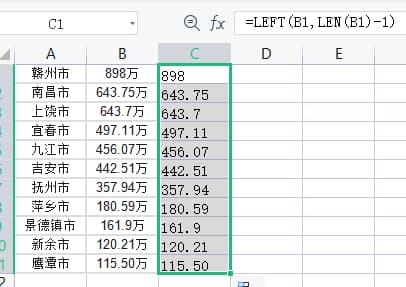 C1 fx =LEFT(B1,LEN(B1)-1)
A B C D E
赣州市 898万 898
2 南昌市 643.75万 643.75
3 上饶市 643.7万 643.7
4 宜春市 497.11万 497.11
5 九江市 456.07万 456.07
6 吉安市 442.51万 442.51
7 抚州市 357.94万 357.94
8 萍乡市 180.59万 180.59
9 景德镇市 161.9万 161.9
0 新余市 120.21万 120.21
1 鹰潭市 115.50万 115.50